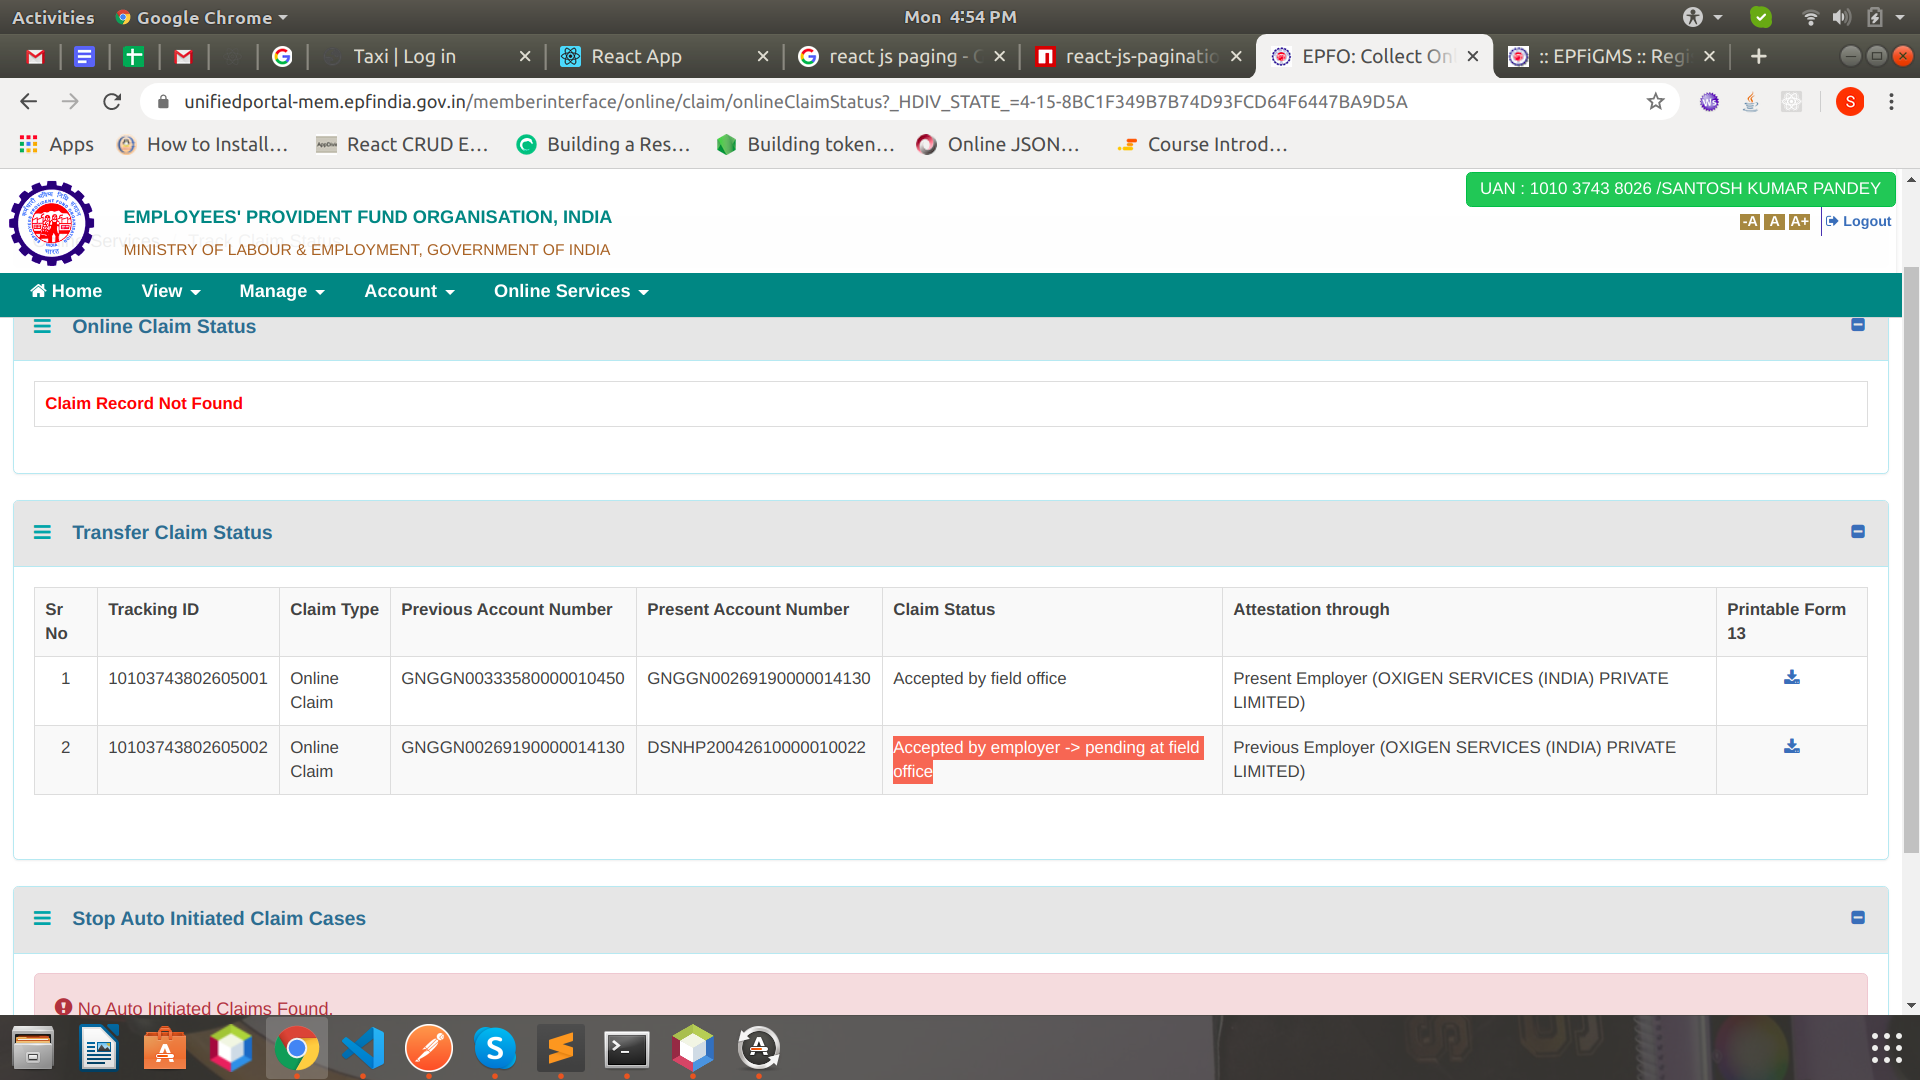 Activities Google Chrome Mon 4:54 PM
Taxi | Log in React App react js paging - react-js-paginatio EPFO: Collect On :: EPFiGMS :: Regi
unifiedportal-mem.epfindia.gov.in/memberinterface/online/claim/onlineClaimStatus?_HDIV_STATE_=4-15-8BC1F349B7B74D93FCD64F6447BA9D5A S
Apps How to Install... React CRUD E... Building a Res... Building token... Online JSON... Course Introd...
UAN : 1010 3743 8026 /SANTOSH KUMAR PANDEY
EMPLOYEES' PROVIDENT FUND ORGANISATION, INDIA
-A A A+ Logout
MINISTRY OF LABOUR & EMPLOYMENT, GOVERNMENT OF INDIA
Home View Manage Account Online Services
Online Claim Status
Claim Record Not Found
Transfer Claim Status
Sr No Tracking ID Claim Type Previous Account Number Present Account Number Claim Status Attestation through Printable Form 13
1 10103743802605001 Online Claim GNGGN00333580000010450 GNGGN00269190000014130 Accepted by field office Present Employer (OXIGEN SERVICES (INDIA) PRIVATE LIMITED)
2 10103743802605002 Online Claim GNGGN00269190000014130 DSNHP20042610000010022 Accepted by employer -> pending at field office Previous Employer (OXIGEN SERVICES (INDIA) PRIVATE LIMITED)
Stop Auto Initiated Claim Cases
No Auto Initiated Claims Found.